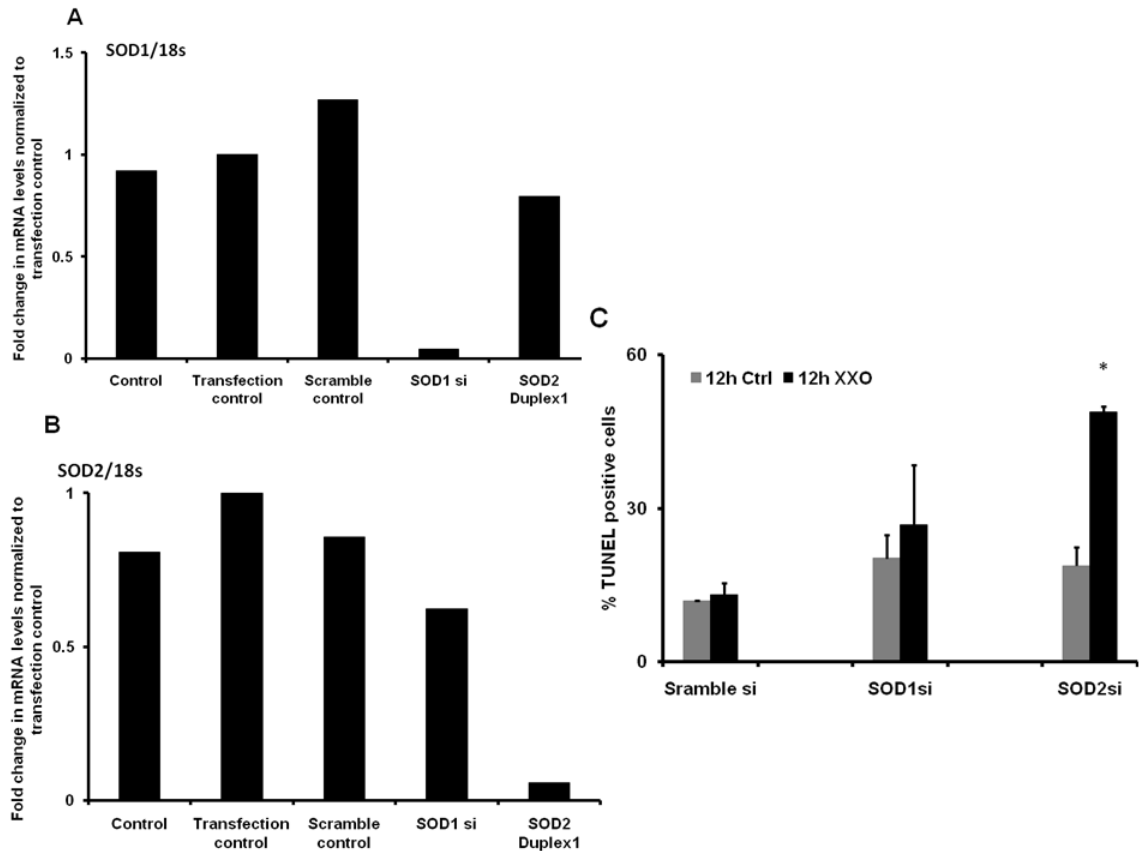 A
SOD1/18s
Fold change in mRNA levels normalized to
transfection control
1.5
1
0.5
0
Control
Transfection
control
Scramble
control
SOD1 si
SOD2
Duplex1
B
SOD2/18s
Fold change in mRNA levels normalized to
transfection control
1
0.5
0
Control
Transfection
control
Scramble
control
SOD1 si
SOD2
Duplex1
C
% TUNEL positive cells
60
30
0
12h Ctrl
12h XXO
*
Sramble si
SOD1si
SOD2si